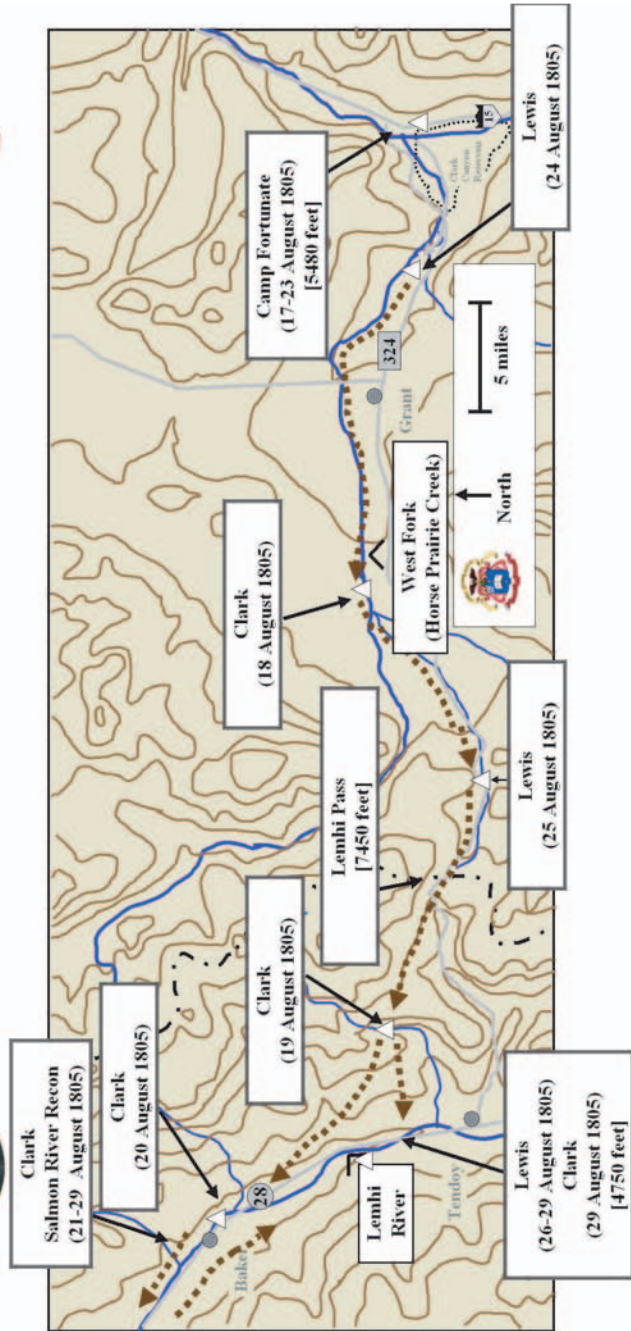 Clark
Salmon River Recon
(21-29 August 1805)
Clark
(20 August 1805)
Clark
(19 August 1805)
Lemhi Pass
[7450 feet]
Clark
(18 August 1805)
Camp Fortunate
(17-23 August 1805)
[5480 feet]
Baker
28
Lemhi
River
Tendoy
Lewis
(26-29 August 1805)
Clark
(29 August 1805)
[4750 feet]
Lewis
(25 August 1805)
West Fork
(Horse Prairie Creek)
Grant
324
North
5 miles
Clark
Canyon
Reservoir
15
Lewis
(24 August 1805)